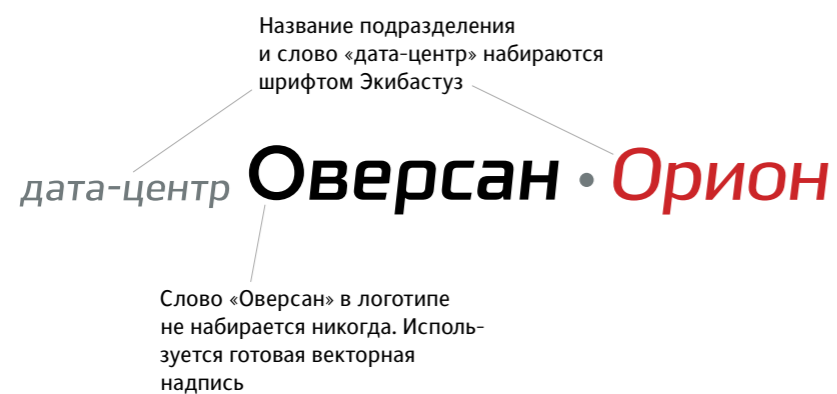 Название подразделения
и слово «дата-центр» набираются
шрифтом Экибастуз
дата-центр Оверсан • Орион
Слово «Оверсан» в логотипе
не набирается никогда. Исполь-
зуется готовая векторная
надпись